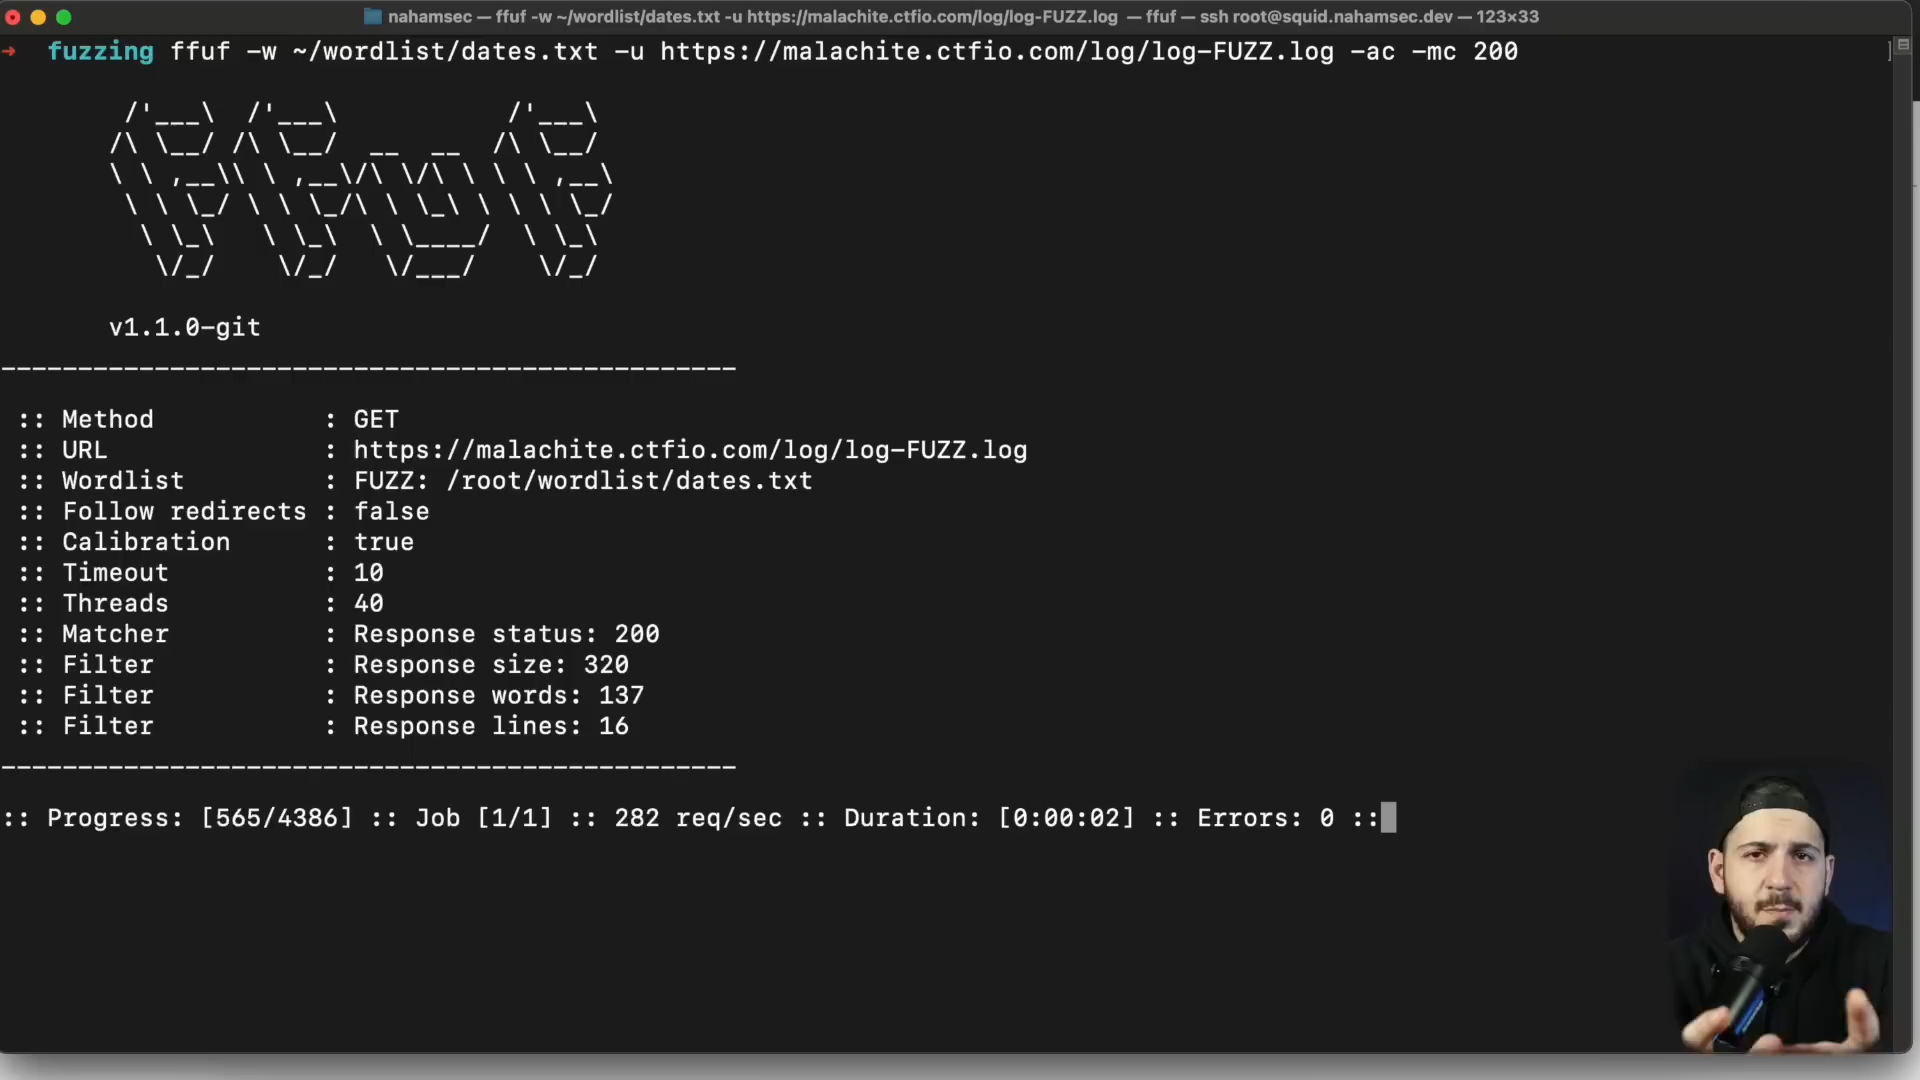 nahamsec — ffuf -w ~/wordlist/dates.txt -u https://malachite.ctfio.com/log/log-FUZZ.log — ffuf — ssh root@squid.nahamsec.dev — 123×33
→ fuzzing ffuf -w ~/wordlist/dates.txt -u https://malachite.ctfio.com/log/log-FUZZ.log -ac -mc 200 ]
        /'___\  /'___\           /'___\
       /\ \__/ /\ \__/  __  __  /\ \__/
       \ \ ,__\\ \ ,__\/\ \/\ \ \ \ ,__\
        \ \ \_/ \ \ \_/\ \ \_\ \ \ \ \_/
         \ \_\   \ \_\  \ \____/  \ \_\
          \/_/    \/_/   \/___/    \/_/
v1.1.0-git
________________________________________________
:: Method : GET
:: URL : https://malachite.ctfio.com/log/log-FUZZ.log
:: Wordlist : FUZZ: /root/wordlist/dates.txt
:: Follow redirects : false
:: Calibration : true
:: Timeout : 10
:: Threads : 40
:: Matcher : Response status: 200
:: Filter : Response size: 320
:: Filter : Response words: 137
:: Filter : Response lines: 16
________________________________________________
:: Progress: [565/4386] :: Job [1/1] :: 282 req/sec :: Duration: [0:00:02] :: Errors: 0 ::